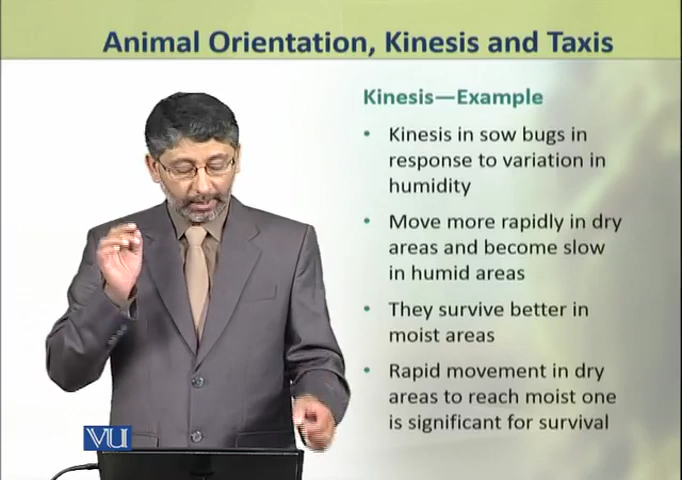 Animal Orientation, Kinesis and Taxis
Kinesis—Example
• Kinesis in sow bugs in
response to variation in
humidity
• Move more rapidly in dry
areas and become slow
in humid areas
• They survive better in
moist areas
• Rapid movement in dry
areas to reach moist one
is significant for survival
VU